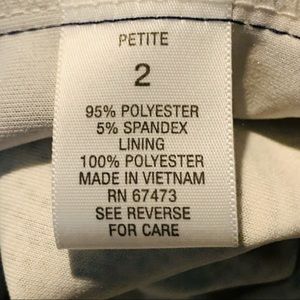 PETITE
2
95% POLYESTER
5% SPANDEX
LINING
100% POLYESTER
MADE IN VIETNAM
RN 67473
SEE REVERSE
FOR CARE